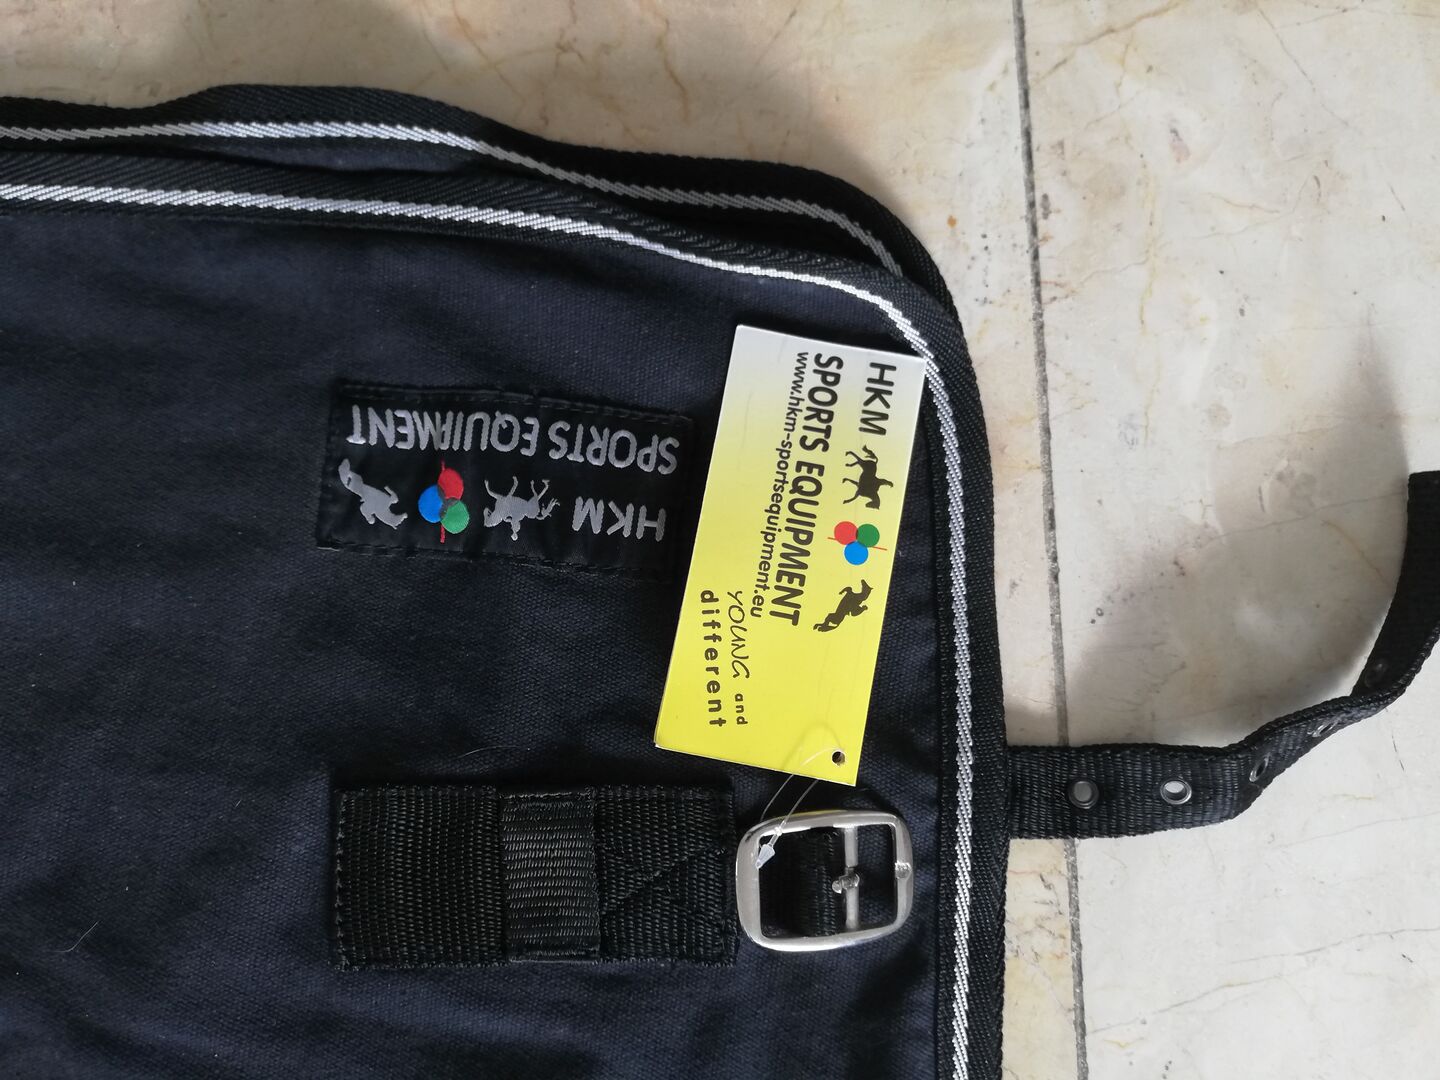 HKM
SPORTS EQUIPMENT
www.hkm-sportsequipment.eu
YOUNG and
different
HKM
SPORTS EQUIPMENT